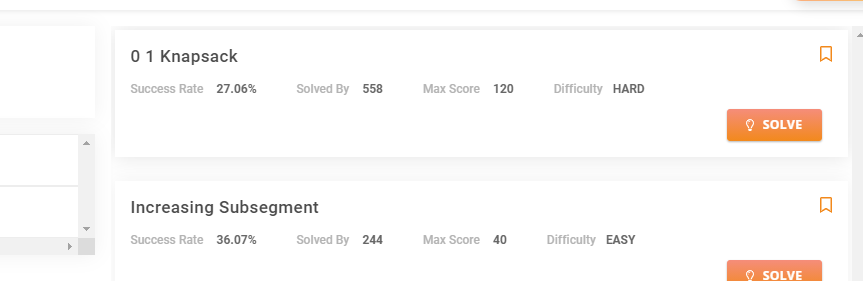 0 1 Knapsack
Success Rate 27.06% Solved By 558 Max Score 120 Difficulty HARD
SOLVE
Increasing Subsegment
Success Rate 36.07% Solved By 244 Max Score 40 Difficulty EASY
SOLVE